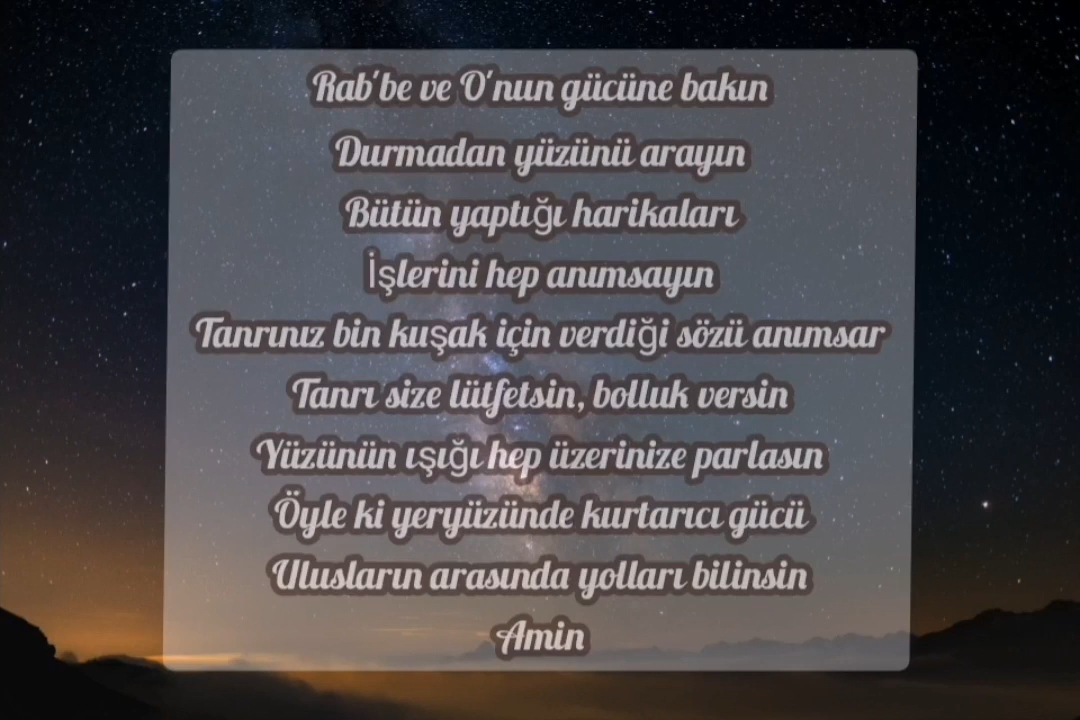 Rab'be ve O'nun gücüne bakın
Durmadan yüzünü arayın
Bütün yaptığı harikaları
İşlerini hep anımsayın
Tanrınız bin kuşak için verdiği sözü anımsar
Tanrı size lütfetsin, bolluk versin
Yüzünün ışığı hep üzerinize parlasın
Öyle ki yeryüzünde kurtarıcı gücü
Ulusların arasında yolları bilinsin
Amin